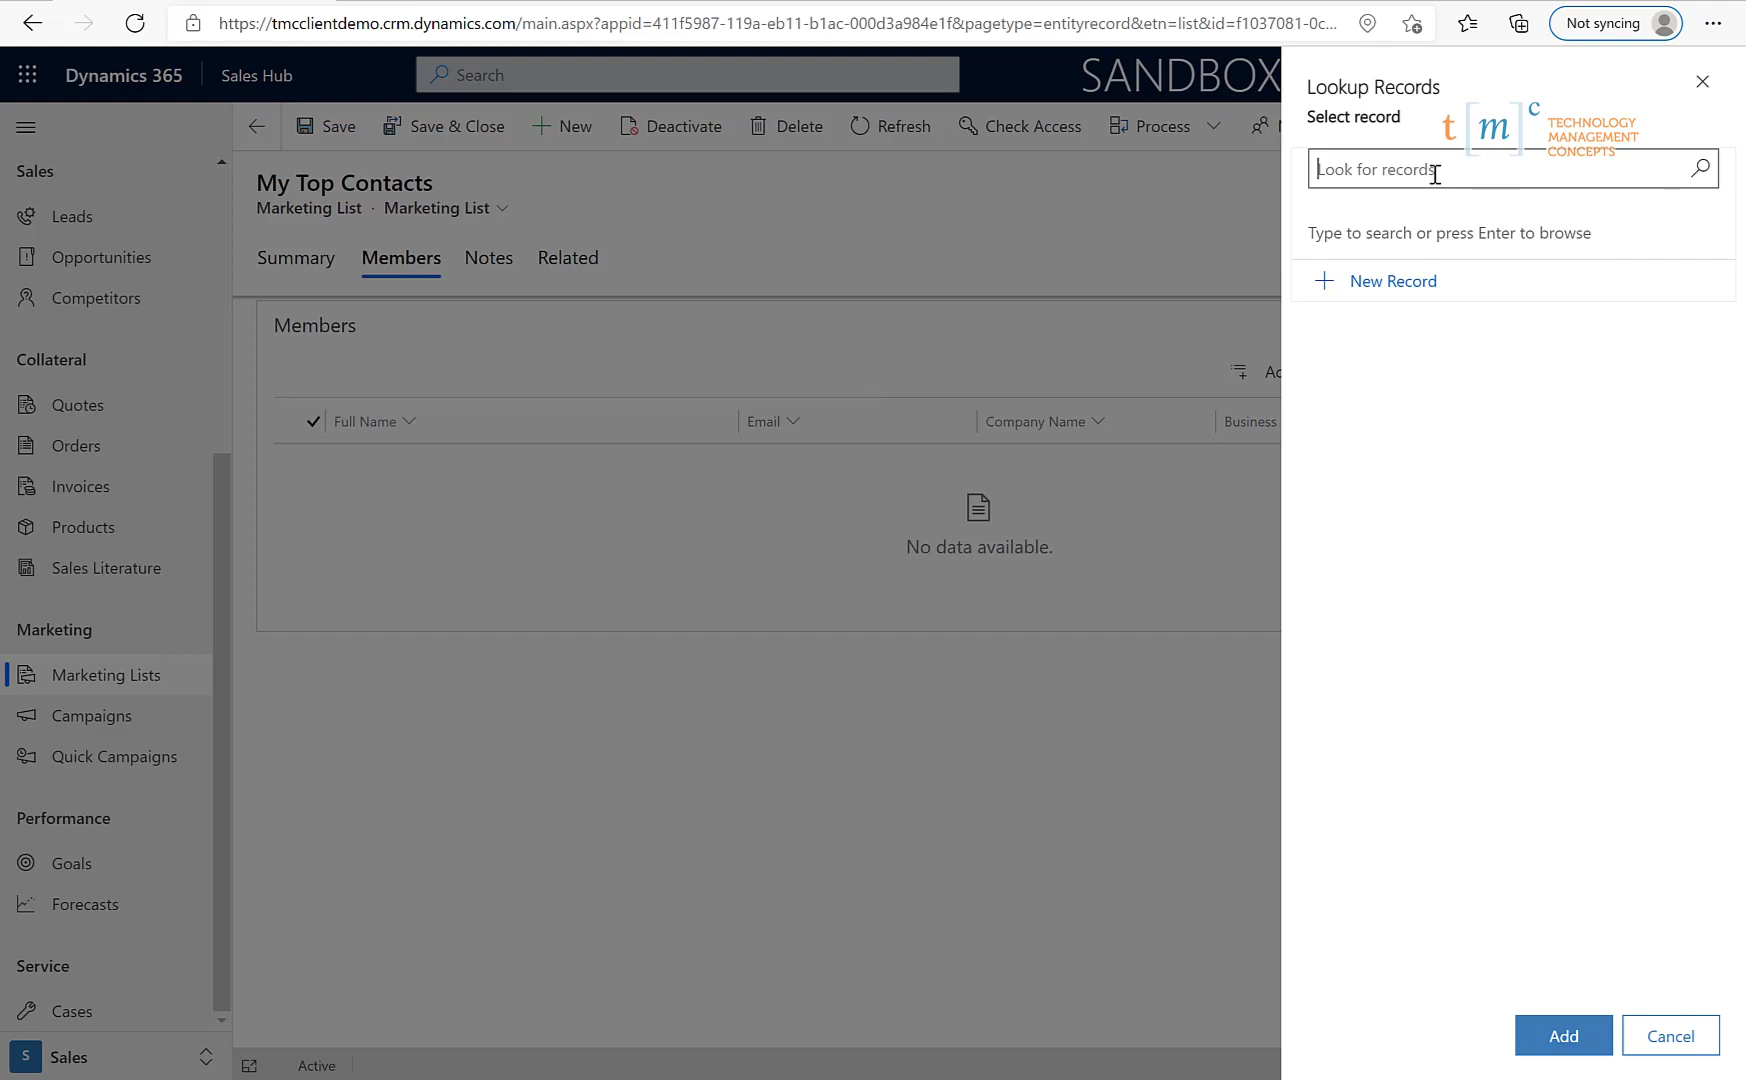 https://tmcclientdemo.crm.dynamics.com/main.aspx?appid=411f5987-119a-eb11-b1ac-000d3a984e1f&pagetype=entityrecord&etn=list&id=f1037081-0c...
Not syncing
Dynamics 365
Sales Hub
Search
SANDBOX
Save
Save & Close
New
Deactivate
Delete
Refresh
Check Access
Process
Sales
Leads
Opportunities
Competitors
Collateral
Quotes
Orders
Invoices
Products
Sales Literature
Marketing
Marketing Lists
Campaigns
Quick Campaigns
Performance
Goals
Forecasts
Service
Cases
S
Sales
My Top Contacts
Marketing List · Marketing List
Summary
Members
Notes
Related
Members
Full Name
Email
Company Name
Business
No data available.
Active
Lookup Records
Select record
t[m]c
TECHNOLOGY
MANAGEMENT
CONCEPTS
Look for records
Type to search or press Enter to browse
New Record
Add
Cancel